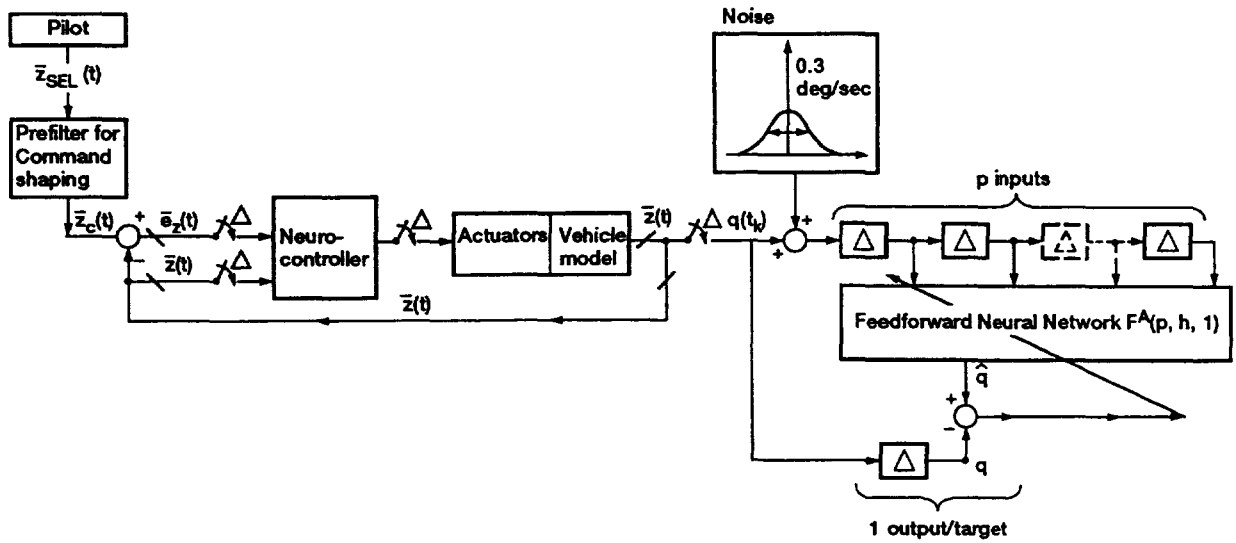 Pilot
z̄SEL (t)
Prefilter for
Command
shaping
z̄c(t)
+
−
ēz(t)
Δ
z̄(t)
Δ
Neuro-
controller
Δ
Actuators
Vehicle
model
z̄(t)
z̄(t)
Δ
q(tk)
Noise
0.3
deg/sec
+
+
p inputs
Δ
Δ
Δ
Δ
Feedforward Neural Network Fᴬ(p, h, 1)
q̂
+
−
Δ
q
1 output/target